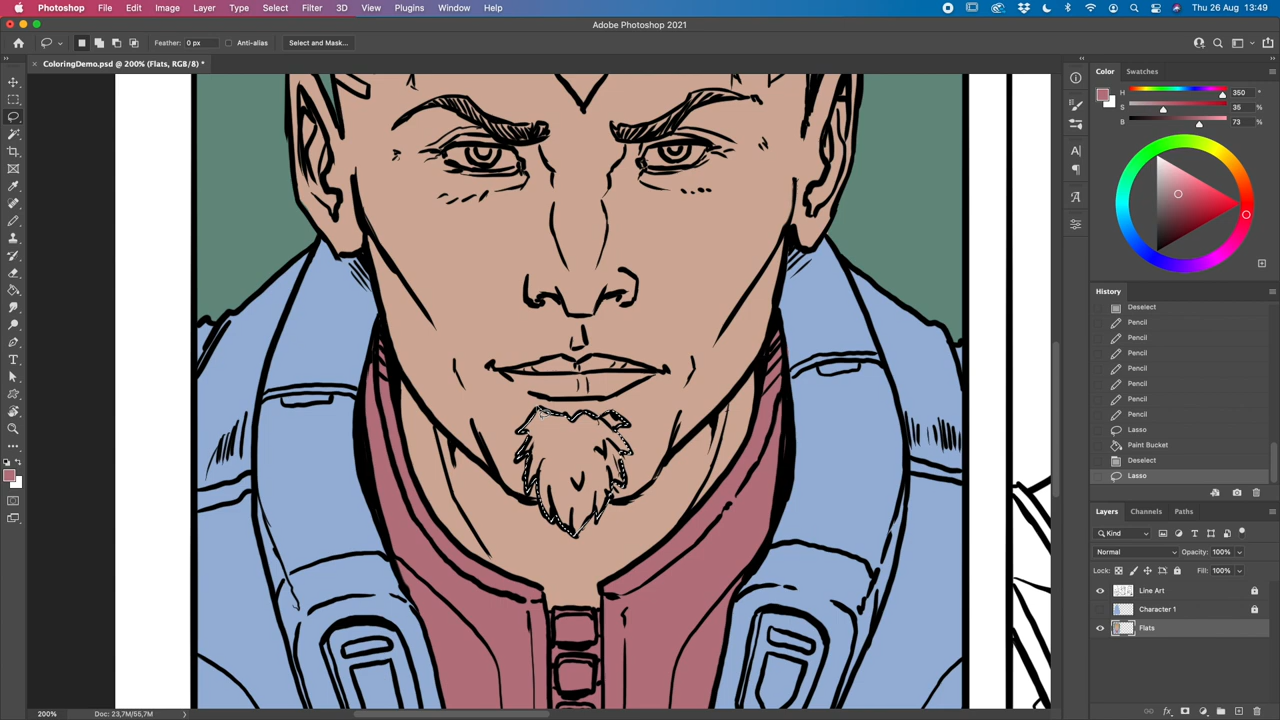 Photoshop File Edit Image Layer Type Select Filter 3D View Plugins Window Help Thu 26 Aug 13:49
Adobe Photoshop 2021
Feather: 0 px Anti-alias Select and Mask...
ColoringDemo.psd @ 200% (Flats, RGB/8) *
Color Swatches
H 350 °
S 35 %
B 73 %
History
Deselect
Pencil
Pencil
Pencil
Pencil
Pencil
Pencil
Pencil
Lasso
Paint Bucket
Deselect
Lasso
Layers Channels Paths
Kind
Normal Opacity: 100%
Lock: Fill: 100%
Line Art
Character 1
Flats
200% Doc: 23,7M/55,7M